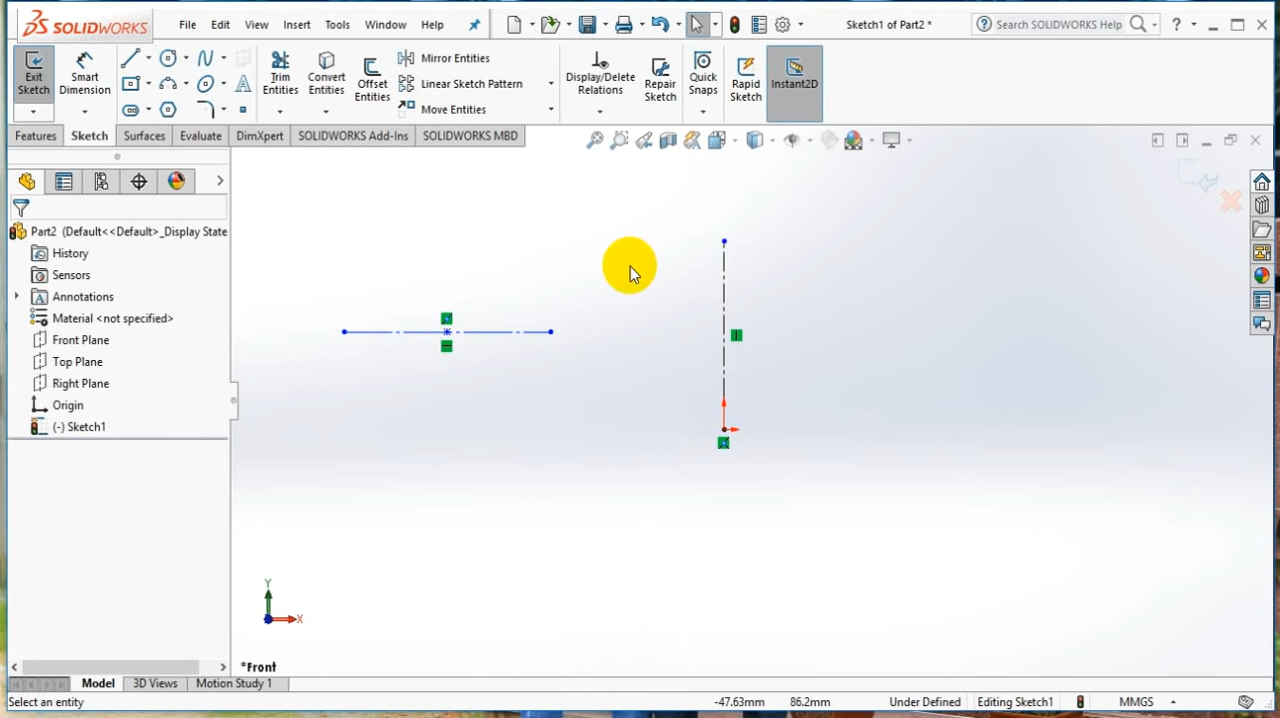 SOLIDWORKS File Edit View Insert Tools Window Help Sketch1 of Part2 * Search SOLIDWORKS Help ?
Exit Sketch
Smart Dimension
Trim Entities
Convert Entities
Offset Entities
Mirror Entities
Linear Sketch Pattern
Move Entities
Display/Delete Relations
Repair Sketch
Quick Snaps
Rapid Sketch
Instant2D
Features Sketch Surfaces Evaluate DimXpert SOLIDWORKS Add-Ins SOLIDWORKS MBD
Part2 (Default<<Default>_Display State
History
Sensors
Annotations
Material <not specified>
Front Plane
Top Plane
Right Plane
Origin
(-) Sketch1
Y
X
*Front
Model 3D Views Motion Study 1
Select an entity -47.63mm 86.2mm Under Defined Editing Sketch1 MMGS